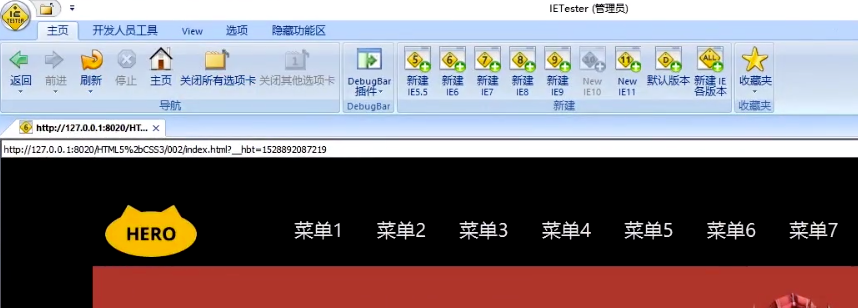 IETester (管理员)
主页 开发人员工具 View 选项 隐藏功能区
返回 前进 刷新 停止 主页 关闭所有选项卡 关闭其他选项卡 DebugBar 插件 新建 IE5.5 新建 IE6 新建 IE7 新建 IE8 新建 IE9 New IE10 New IE11 默认版本 新建 IE 各版本 收藏夹
导航 DebugBar 新建 收藏夹
http://127.0.0.1:8020/HT...
http://127.0.0.1:8020/HTML5%2bCSS3/002/index.html?__hbt=1528892087219
HERO 菜单1 菜单2 菜单3 菜单4 菜单5 菜单6 菜单7